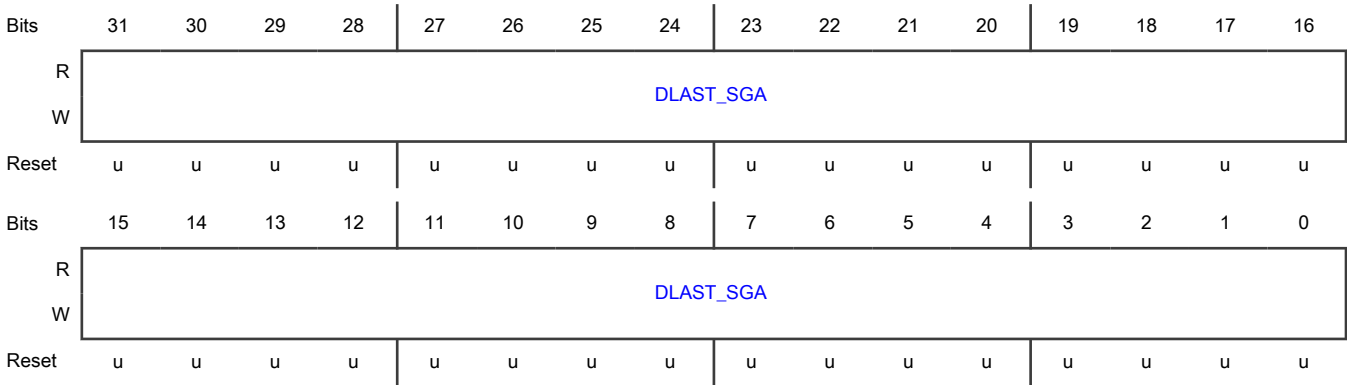 Bits 31 30 29 28 27 26 25 24 23 22 21 20 19 18 17 16
R
DLAST_SGA
W
Reset u u u u u u u u u u u u u u u u
Bits 15 14 13 12 11 10 9 8 7 6 5 4 3 2 1 0
R
DLAST_SGA
W
Reset u u u u u u u u u u u u u u u u